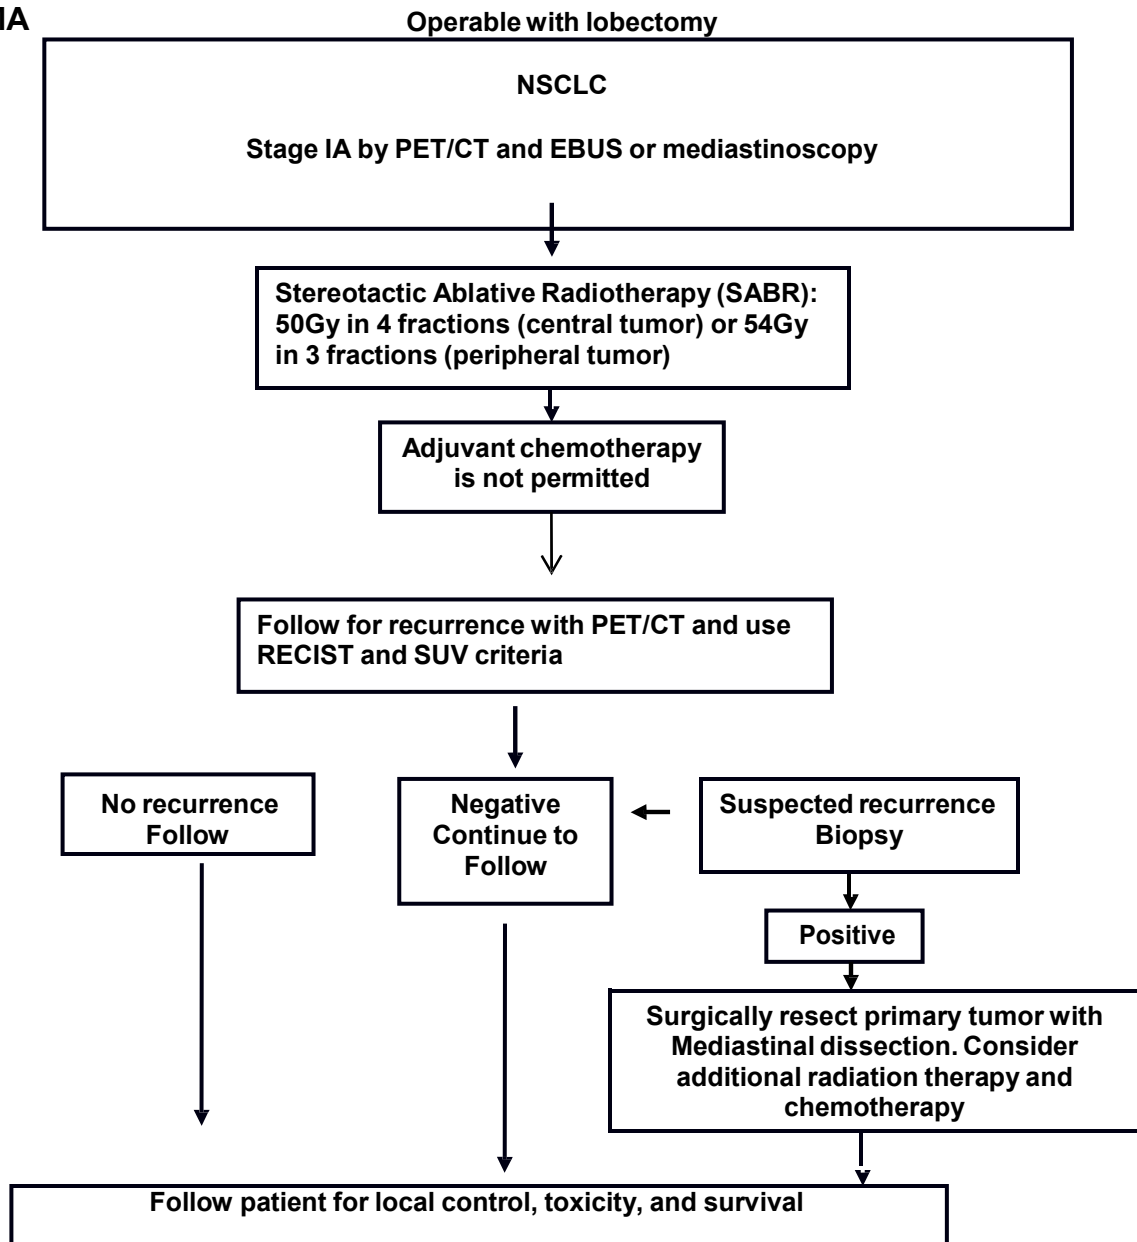 IA
Operable with lobectomy
NSCLC
Stage IA by PET/CT and EBUS or mediastinoscopy
Stereotactic Ablative Radiotherapy (SABR):
50Gy in 4 fractions (central tumor) or 54Gy
in 3 fractions (peripheral tumor)
Adjuvant chemotherapy
is not permitted
Follow for recurrence with PET/CT and use
RECIST and SUV criteria
No recurrence
Follow
Negative
Continue to
Follow
Suspected recurrence
Biopsy
Positive
Surgically resect primary tumor with
Mediastinal dissection. Consider
additional radiation therapy and
chemotherapy
Follow patient for local control, toxicity, and survival